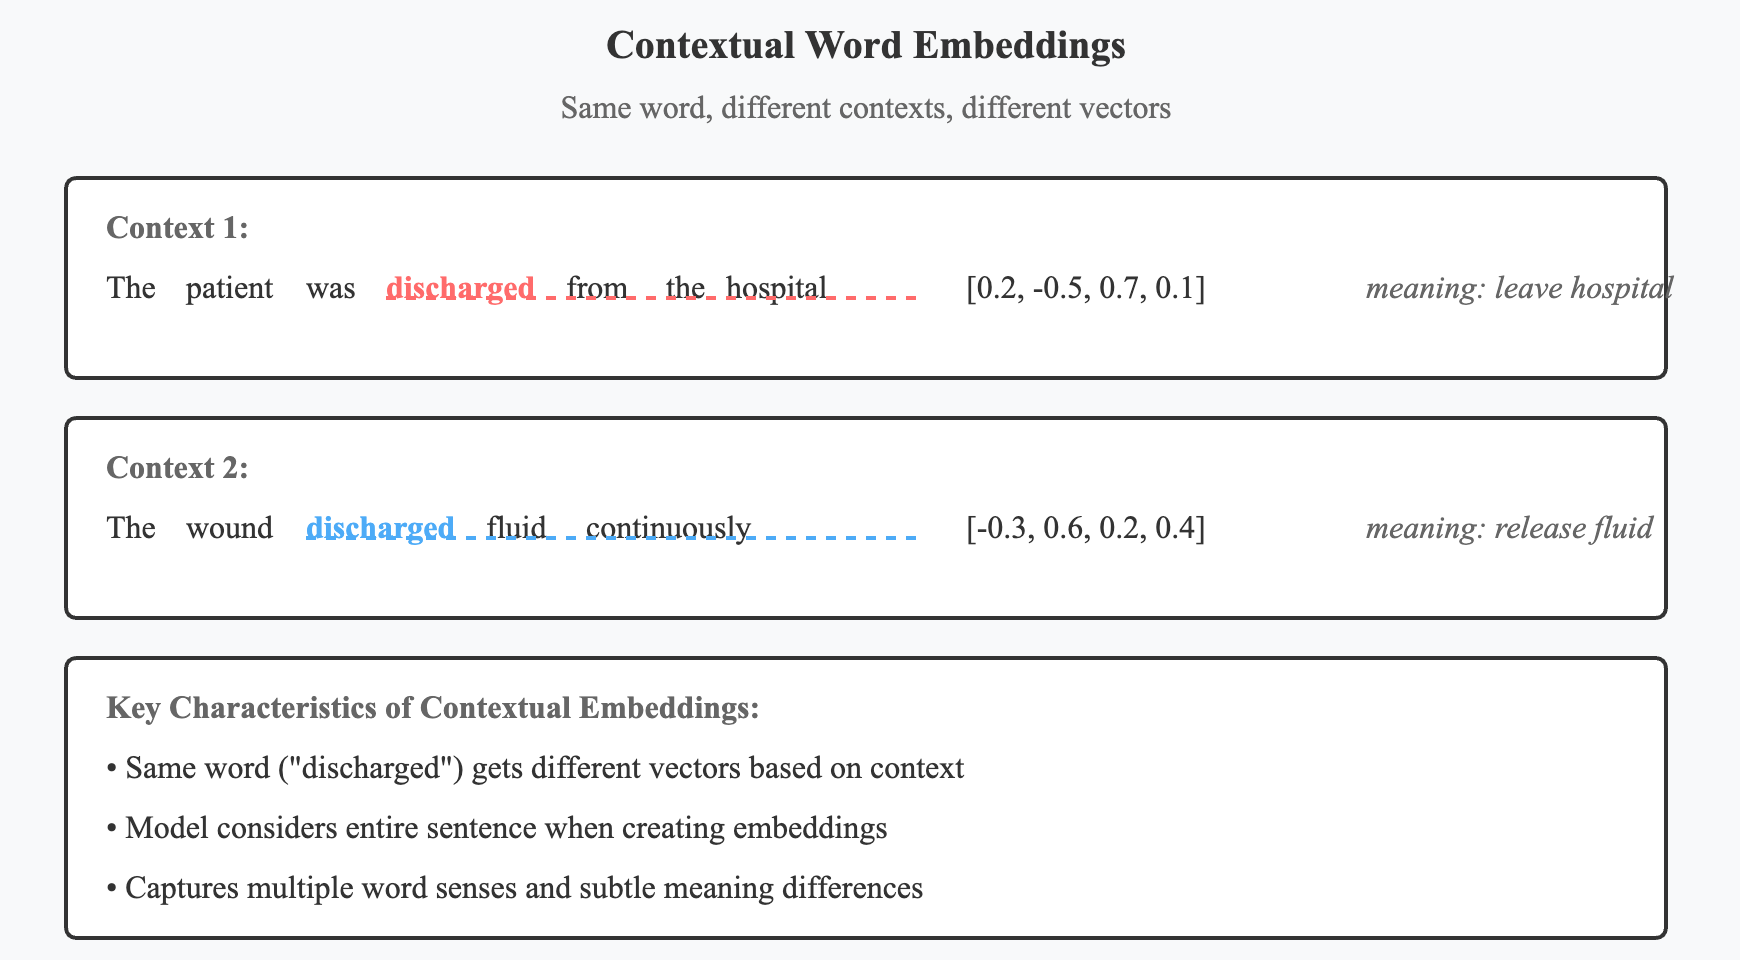 Contextual Word Embeddings
Same word, different contexts, different vectors
Context 1:
The patient was discharged from the hospital [0.2, -0.5, 0.7, 0.1] meaning: leave hospital
Context 2:
The wound discharged fluid continuously [-0.3, 0.6, 0.2, 0.4] meaning: release fluid
Key Characteristics of Contextual Embeddings:
• Same word ("discharged") gets different vectors based on context
• Model considers entire sentence when creating embeddings
• Captures multiple word senses and subtle meaning differences